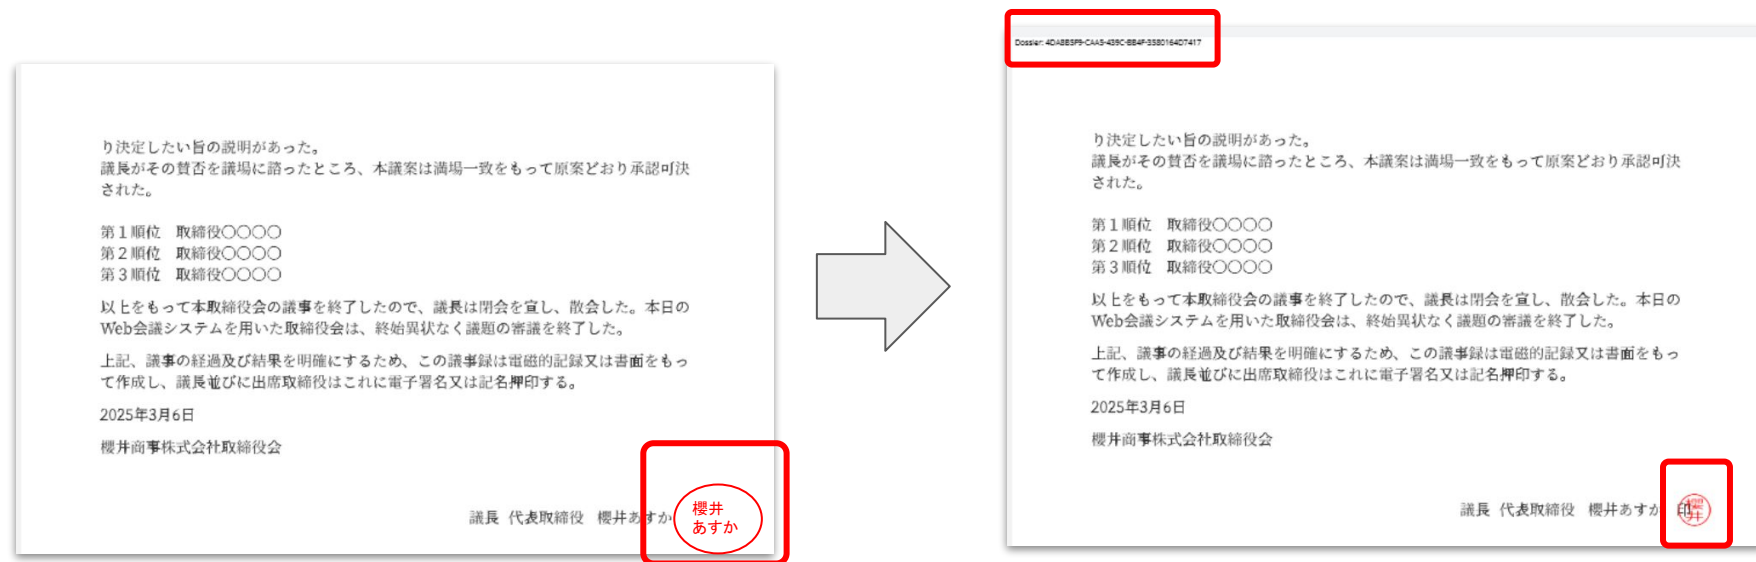 り決定したい旨の説明があった。
議長がその賛否を議場に諮ったところ、本議案は満場一致をもって原案どおり承認可決
された。
第１順位　取締役〇〇〇〇
第２順位　取締役〇〇〇〇
第３順位　取締役〇〇〇〇
以上をもって本取締役会の議事を終了したので、議長は閉会を宣し、散会した。本日の
Web会議システムを用いた取締役会は、終始異状なく議題の審議を終了した。
上記、議事の経過及び結果を明確にするため、この議事録は電磁的記録又は書面をもっ
て作成し、議長並びに出席取締役はこれに電子署名又は記名押印する。
2025年3月6日
櫻井商事株式会社取締役会
議長 代表取締役　櫻井あすか
櫻井
あすか
Dossier: 4DA8B5F9-CAA5-439C-BB4F-3580164D7417
り決定したい旨の説明があった。
議長がその賛否を議場に諮ったところ、本議案は満場一致をもって原案どおり承認可決
された。
第１順位　取締役〇〇〇〇
第２順位　取締役〇〇〇〇
第３順位　取締役〇〇〇〇
以上をもって本取締役会の議事を終了したので、議長は閉会を宣し、散会した。本日の
Web会議システムを用いた取締役会は、終始異状なく議題の審議を終了した。
上記、議事の経過及び結果を明確にするため、この議事録は電磁的記録又は書面をもっ
て作成し、議長並びに出席取締役はこれに電子署名又は記名押印する。
2025年3月6日
櫻井商事株式会社取締役会
議長 代表取締役　櫻井あすか　印
櫻井